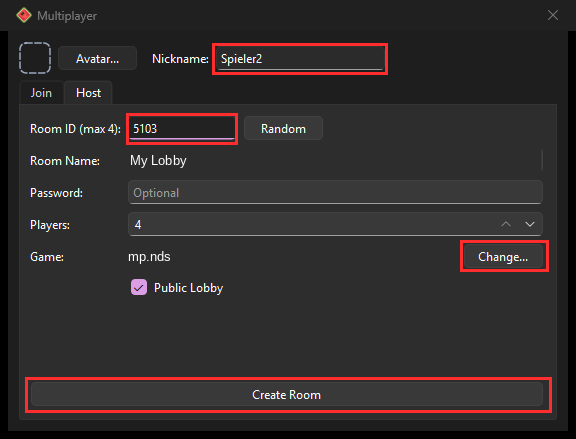 Multiplayer
Avatar... Nickname: Spieler2
Join Host
Room ID (max 4): 5103 Random
Room Name: My Lobby
Password: Optional
Players: 4
Game: mp.nds Change...
Public Lobby
Create Room